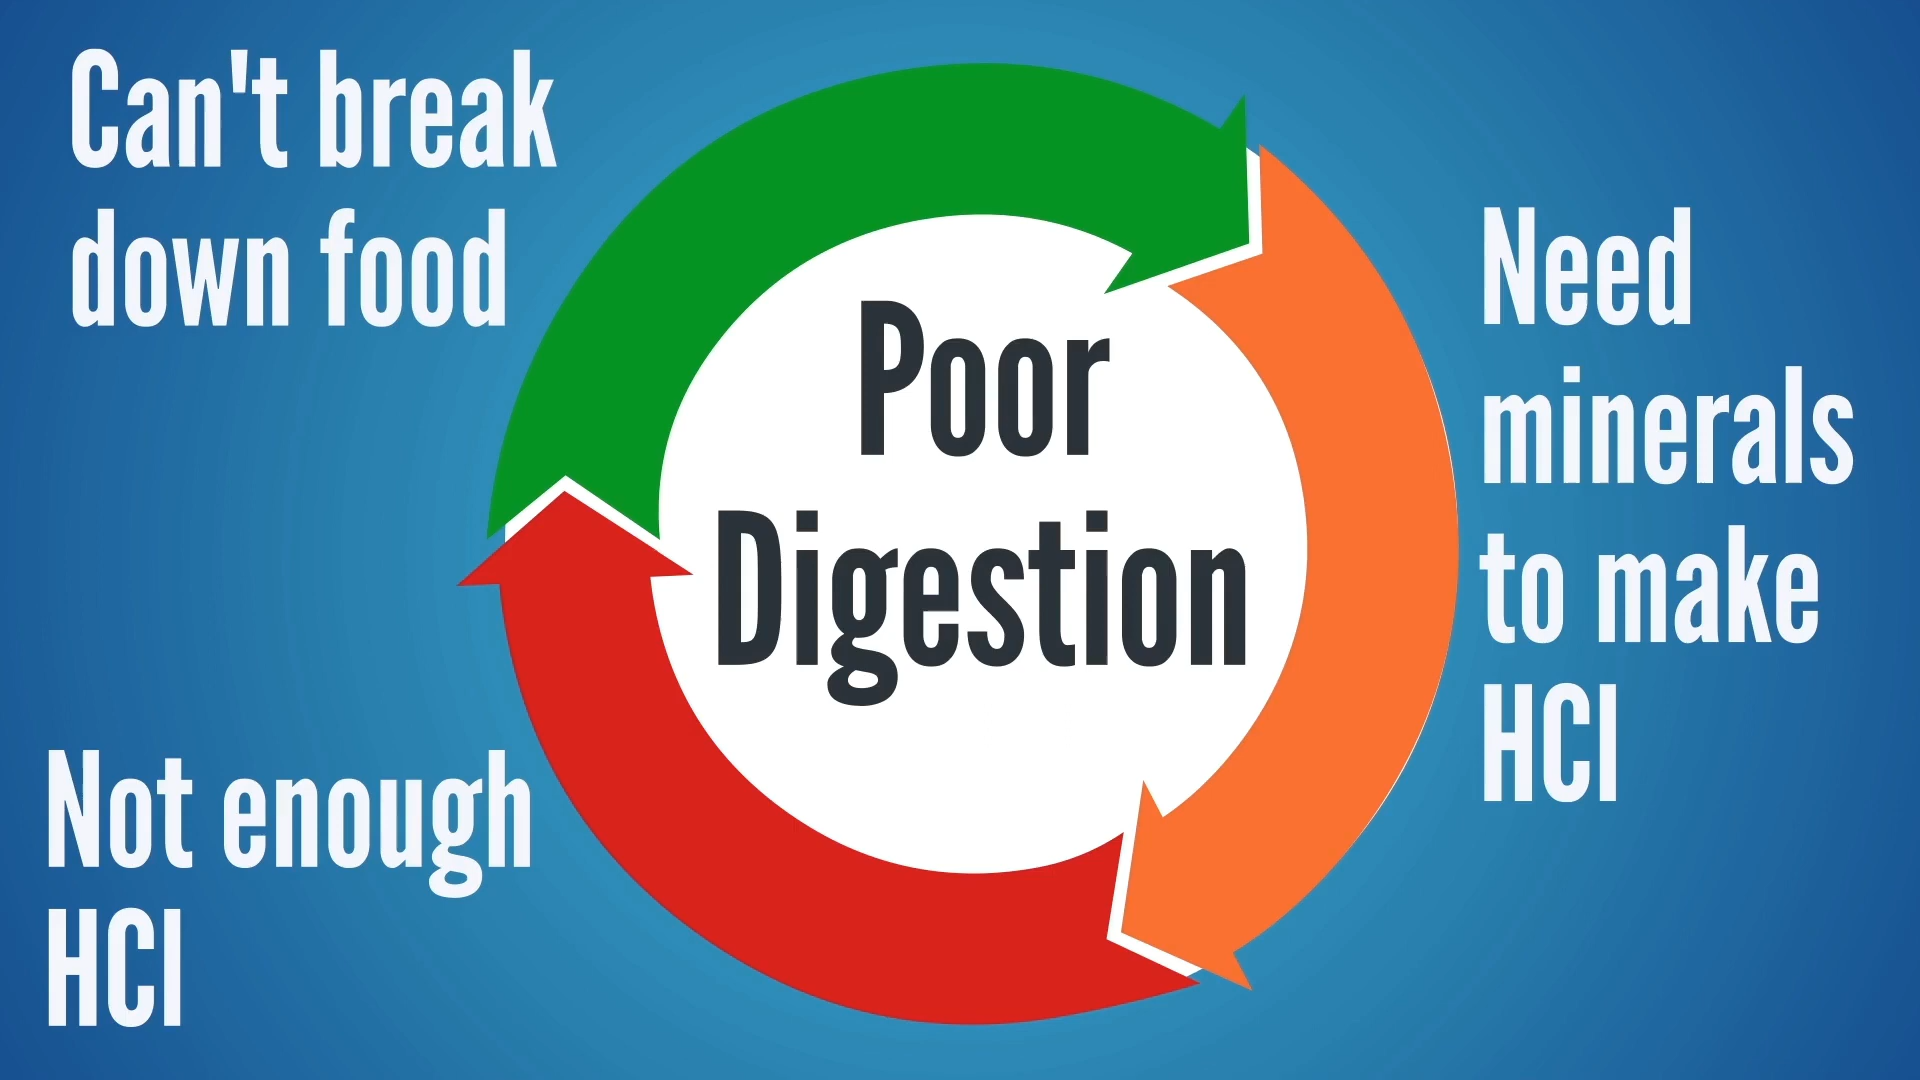 Can't break
down food
Poor
Digestion
Need
minerals
to make
HCl
Not enough
HCl